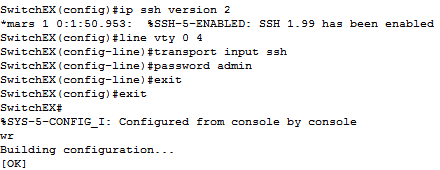 SwitchEX(config)#ip ssh version 2
*mars 1 0:1:50.953:  %SSH-5-ENABLED: SSH 1.99 has been enabled
SwitchEX(config)#line vty 0 4
SwitchEX(config-line)#transport input ssh
SwitchEX(config-line)#password admin
SwitchEX(config-line)#exit
SwitchEX(config)#exit
SwitchEX#
%SYS-5-CONFIG_I: Configured from console by console
wr
Building configuration...
[OK]